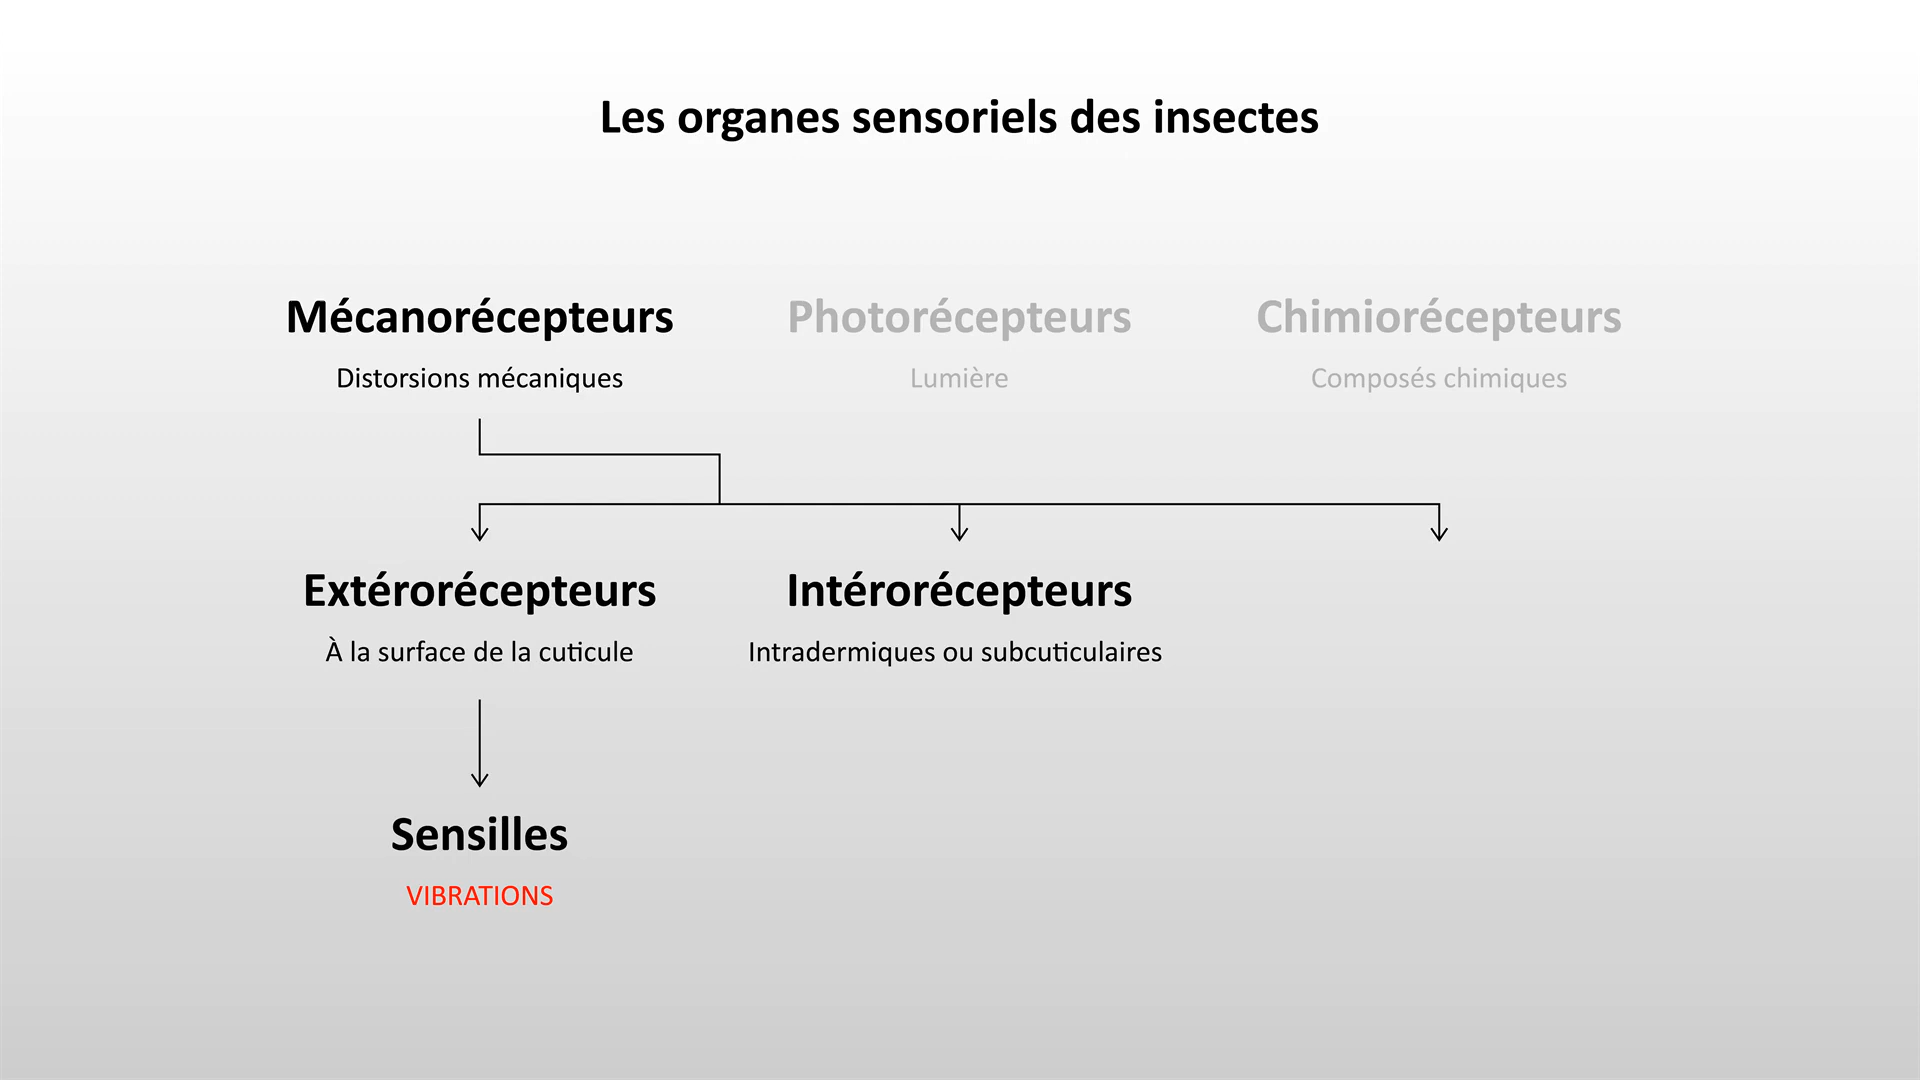 Les organes sensoriels des insectes
Mécanorécepteurs
Photorécepteurs
Chimiorécepteurs
Distorsions mécaniques
Lumière
Composés chimiques
Extérorécepteurs
Intérorécepteurs
À la surface de la cuticule
Intradermiques ou subcuticulaires
Sensilles
VIBRATIONS